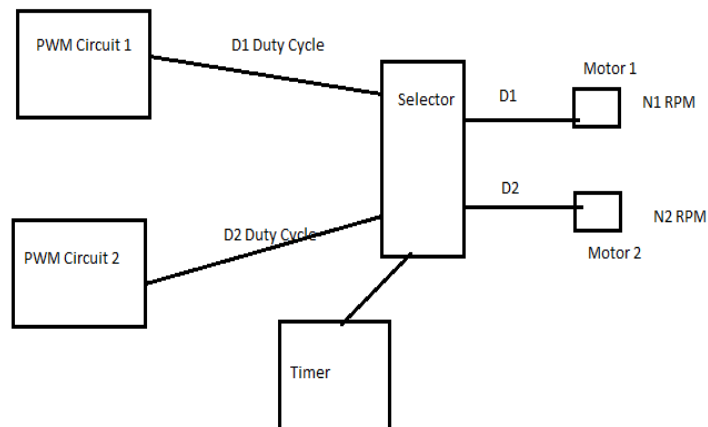 PWM Circuit 1
D1 Duty Cycle
Selector
D1
Motor 1
N1 RPM
D2
N2 RPM
Motor 2
D2 Duty Cycle
PWM Circuit 2
Timer